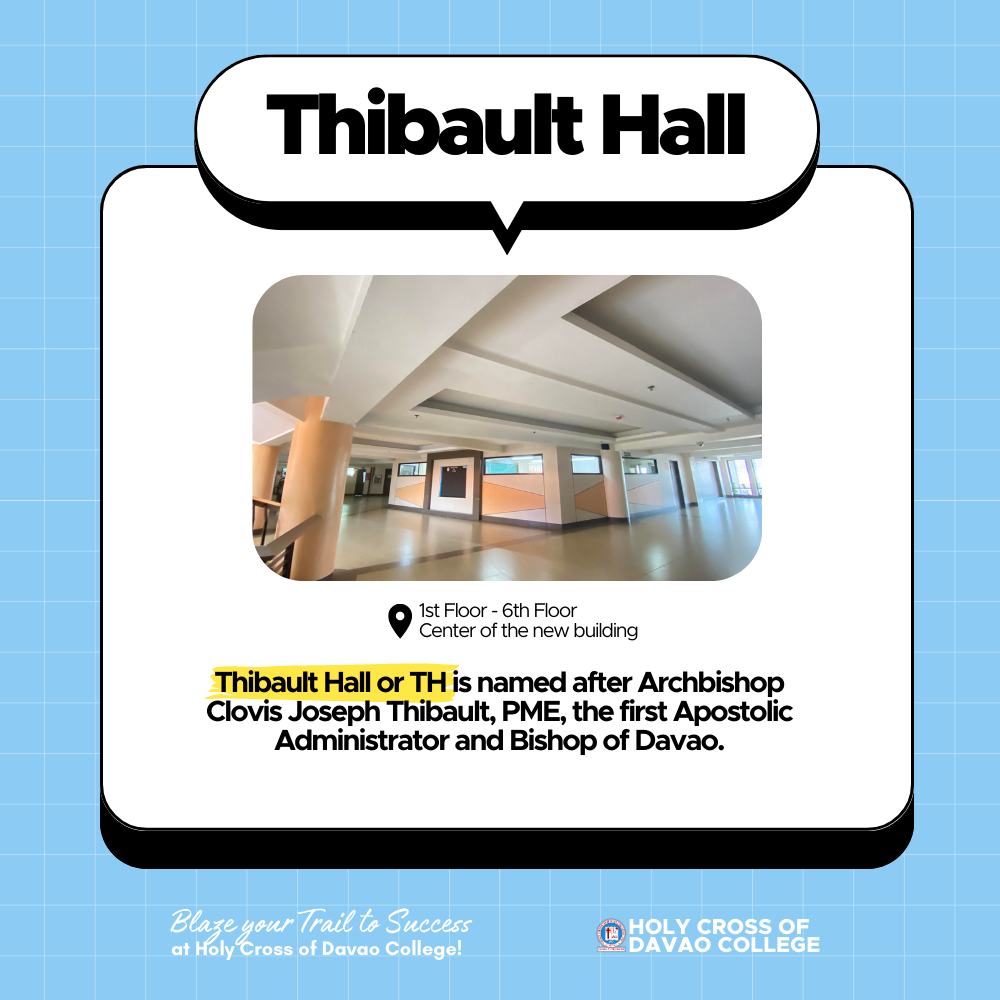 Thibault Hall
1st Floor - 6th Floor
Center of the new building
Thibault Hall or TH is named after Archbishop
Clovis Joseph Thibault, PME, the first Apostolic
Administrator and Bishop of Davao.
Blaze your Trail to Success
at Holy Cross of Davao College!
HOLY CROSS OF
DAVAO COLLEGE